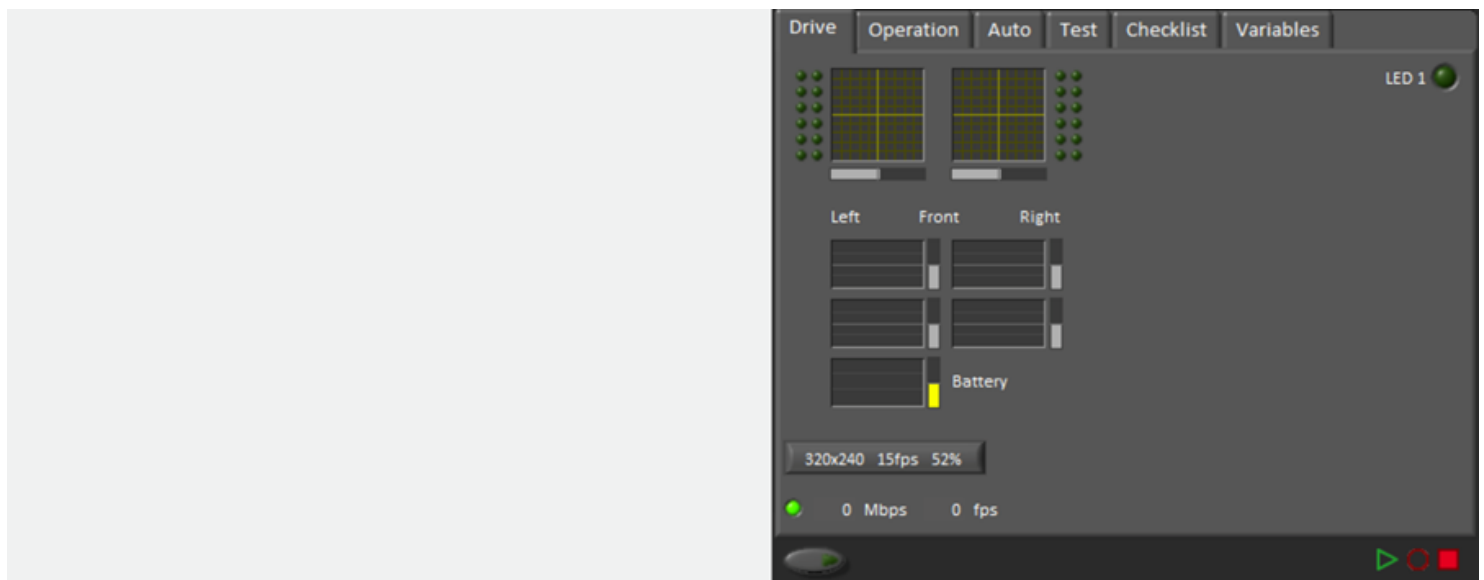 Drive Operation Auto Test Checklist Variables
LED 1
Left Front Right
Battery
320x240 15fps 52%
0 Mbps 0 fps